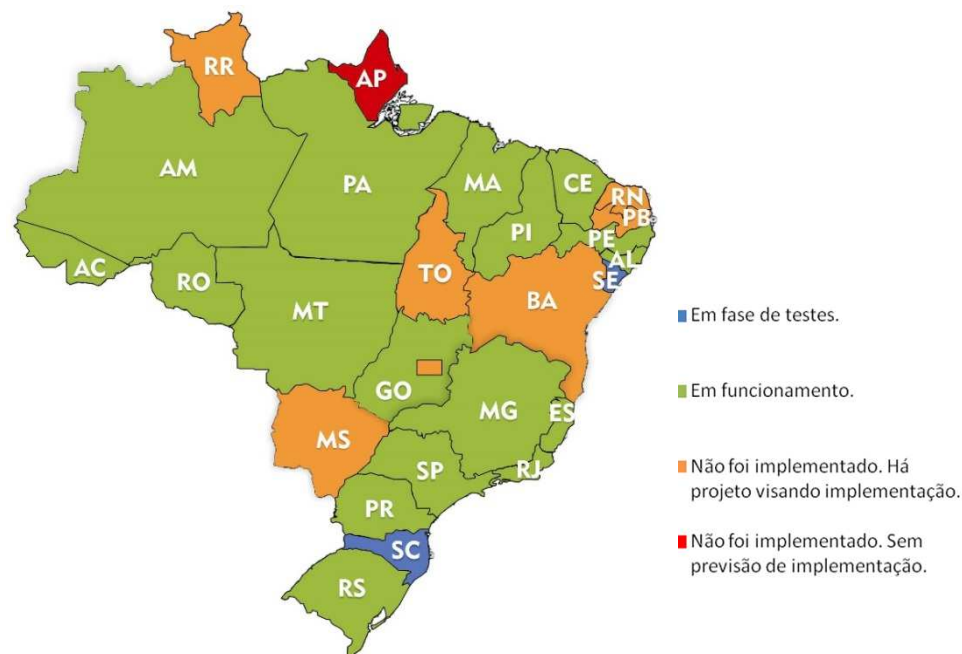 RR
AP
AM
PA
MA
CE
RN
PB
PI
PE
AL
SE
AC
RO
TO
BA
MT
GO
MG
ES
MS
SP
RJ
PR
SC
RS
Em fase de testes.
Em funcionamento.
Não foi implementado. Há
projeto visando implementação.
Não foi implementado. Sem
previsão de implementação.